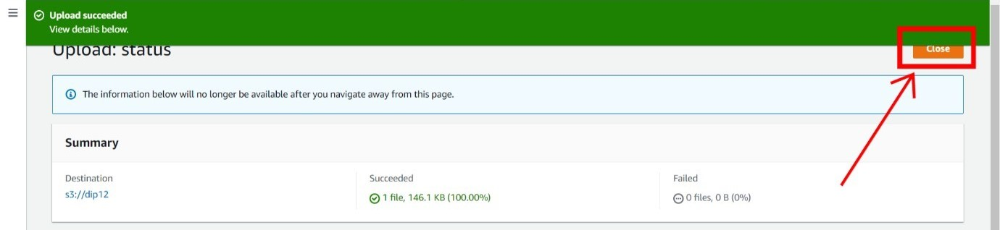 Upload succeeded
View details below.
Upload: status
Close
The information below will no longer be available after you navigate away from this page.
Summary
Destination
Succeeded
Failed
s3://dip12
1 file, 146.1 KB (100.00%)
0 files, 0 B (0%)